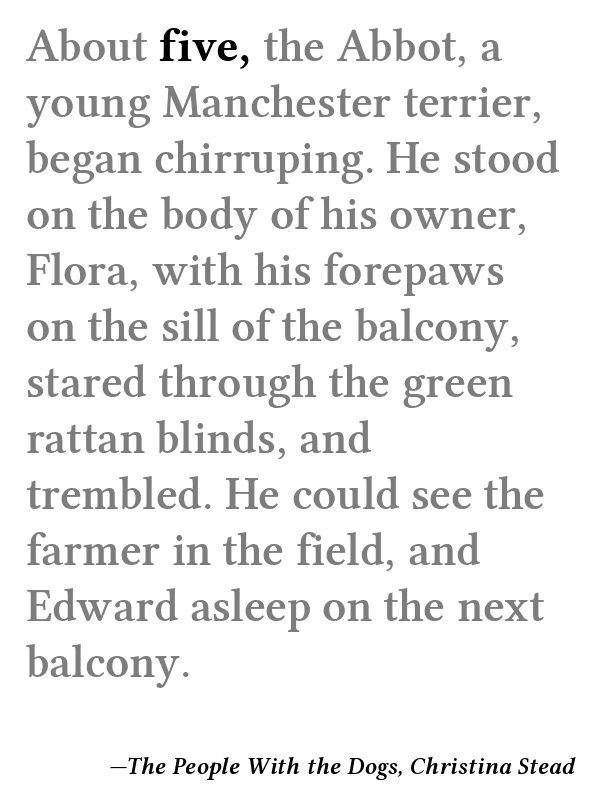 About five, the Abbot, a
young Manchester terrier,
began chirruping. He stood
on the body of his owner,
Flora, with his forepaws
on the sill of the balcony,
stared through the green
rattan blinds, and
trembled. He could see the
farmer in the field, and
Edward asleep on the next
balcony.
—The People With the Dogs, Christina Stead